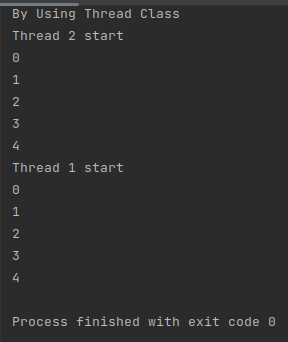 By Using Thread Class
Thread 2 start
0
1
2
3
4
Thread 1 start
0
1
2
3
4
Process finished with exit code 0